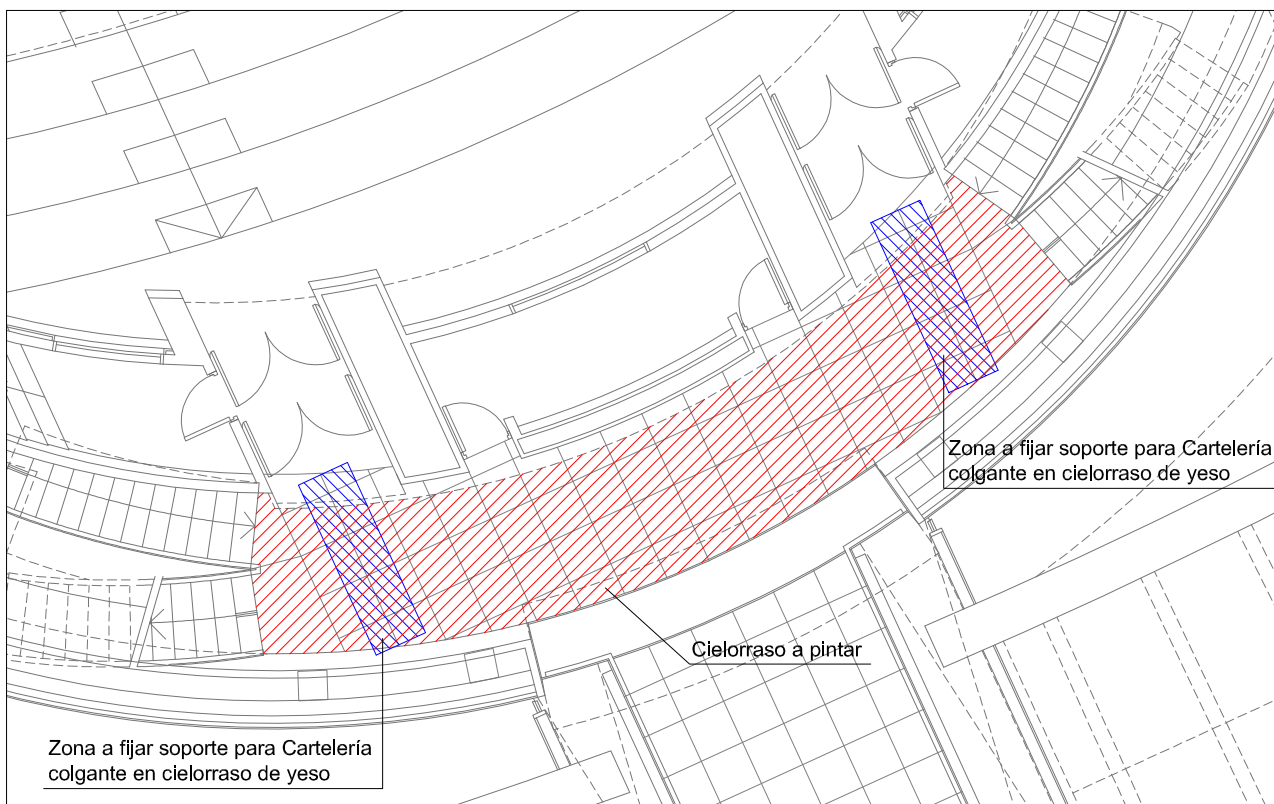 Zona a fijar soporte para Cartelería
colgante en cielorraso de yeso
Cielorraso a pintar
Zona a fijar soporte para Cartelería
colgante en cielorraso de yeso